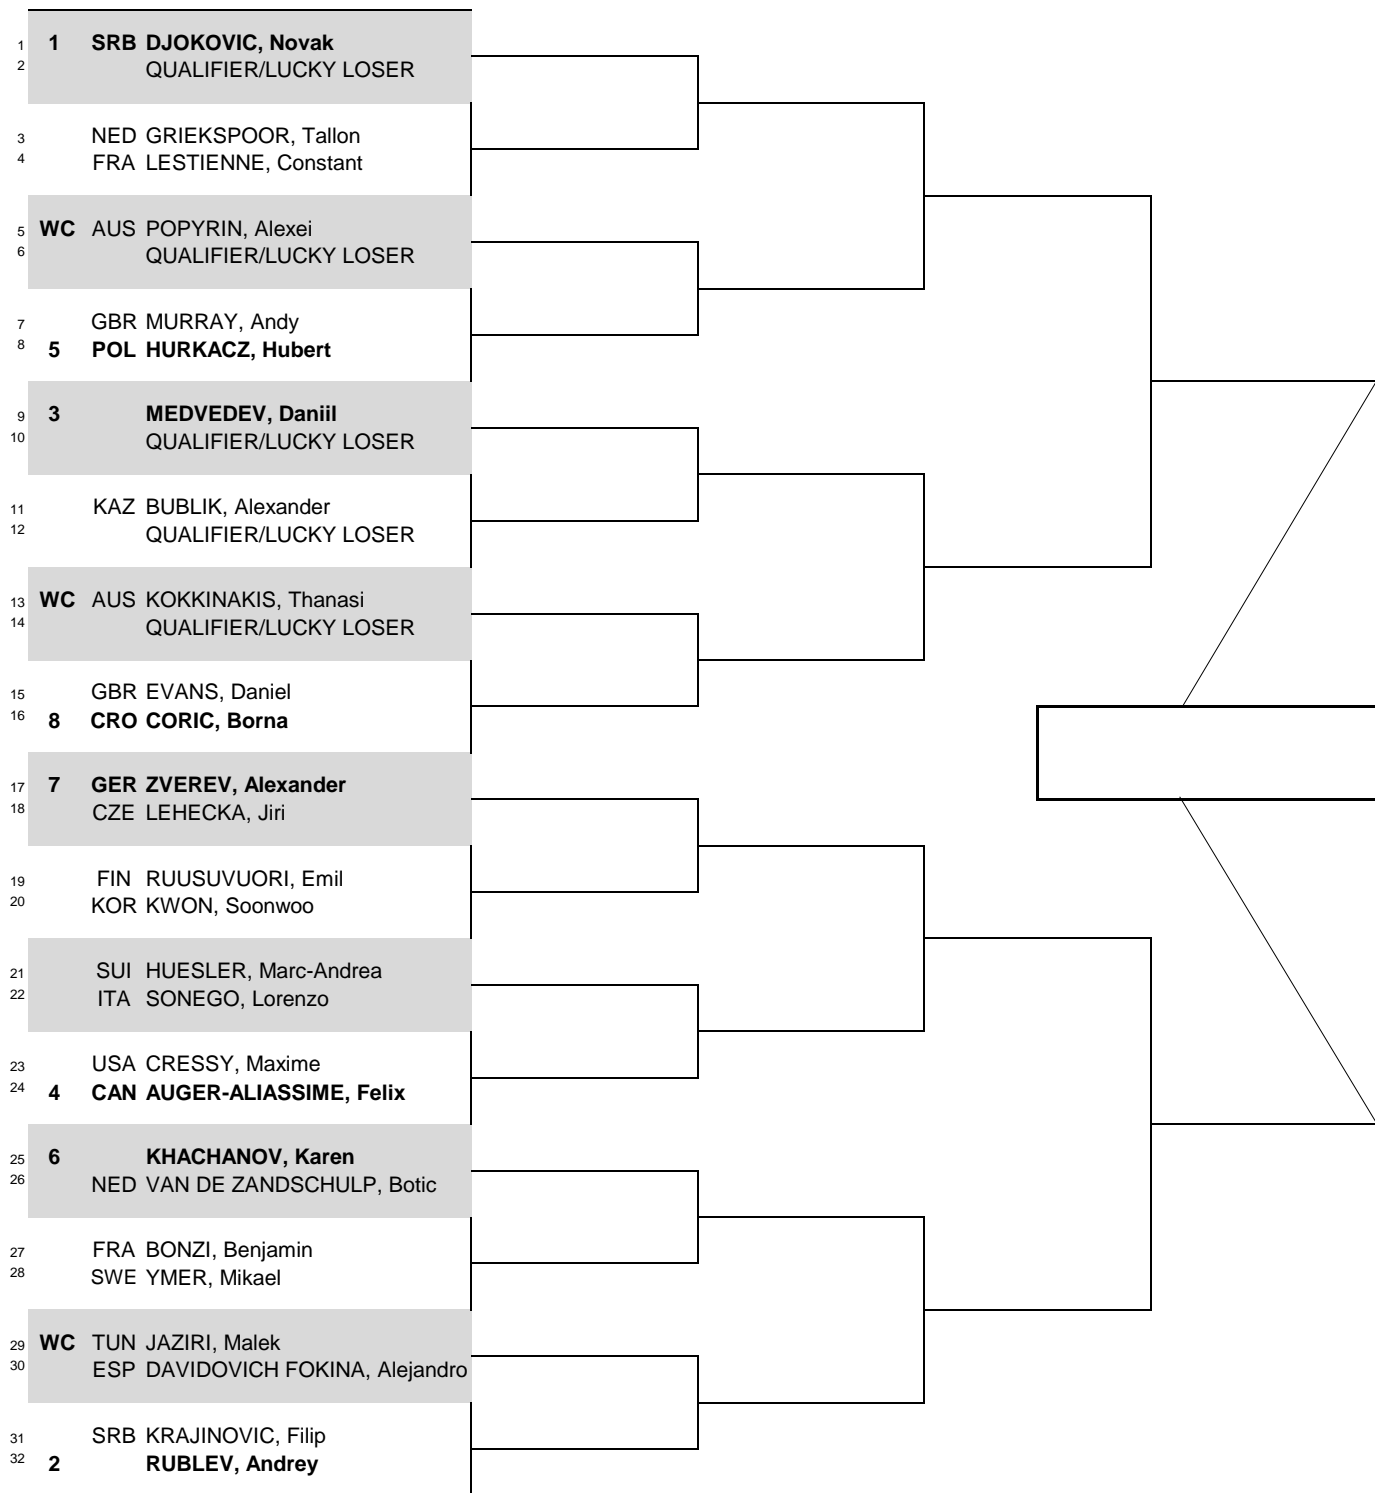 1 1 SRB DJOKOVIC, Novak
2 QUALIFIER/LUCKY LOSER
3 NED GRIEKSPOOR, Tallon
4 FRA LESTIENNE, Constant
5 WC AUS POPYRIN, Alexei
6 QUALIFIER/LUCKY LOSER
7 GBR MURRAY, Andy
8 5 POL HURKACZ, Hubert
9 3 MEDVEDEV, Daniil
10 QUALIFIER/LUCKY LOSER
11 KAZ BUBLIK, Alexander
12 QUALIFIER/LUCKY LOSER
13 WC AUS KOKKINAKIS, Thanasi
14 QUALIFIER/LUCKY LOSER
15 GBR EVANS, Daniel
16 8 CRO CORIC, Borna
17 7 GER ZVEREV, Alexander
18 CZE LEHECKA, Jiri
19 FIN RUUSUVUORI, Emil
20 KOR KWON, Soonwoo
21 SUI HUESLER, Marc-Andrea
22 ITA SONEGO, Lorenzo
23 USA CRESSY, Maxime
24 4 CAN AUGER-ALIASSIME, Felix
25 6 KHACHANOV, Karen
26 NED VAN DE ZANDSCHULP, Botic
27 FRA BONZI, Benjamin
28 SWE YMER, Mikael
29 WC TUN JAZIRI, Malek
30 ESP DAVIDOVICH FOKINA, Alejandro
31 SRB KRAJINOVIC, Filip
32 2 RUBLEV, Andrey